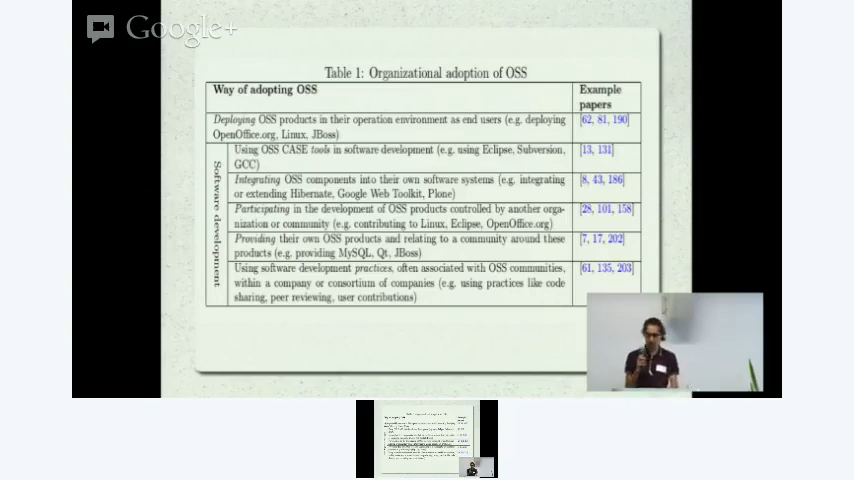 Google+
Table 1: Organizational adoption of OSS
Way of adopting OSS
Example
papers
Deploying OSS products in their operation environment as end users (e.g. deploying
OpenOffice.org, Linux, JBoss)
[62, 81, 190]
Software development
Using OSS CASE tools in software development (e.g. using Eclipse, Subversion,
GCC)
[13, 131]
Integrating OSS components into their own software systems (e.g. integrating
or extending Hibernate, Google Web Toolkit, Plone)
[8, 43, 186]
Participating in the development of OSS products controlled by another orga-
nization or community (e.g. contributing to Linux, Eclipse, OpenOffice.org)
[28, 101, 158]
Providing their own OSS products and relating to a community around these
products (e.g. providing MySQL, Qt, JBoss)
[7, 17, 202]
Using software development practices, often associated with OSS communities,
within a company or consortium of companies (e.g. using practices like code
sharing, peer reviewing, user contributions)
[61, 135, 203]